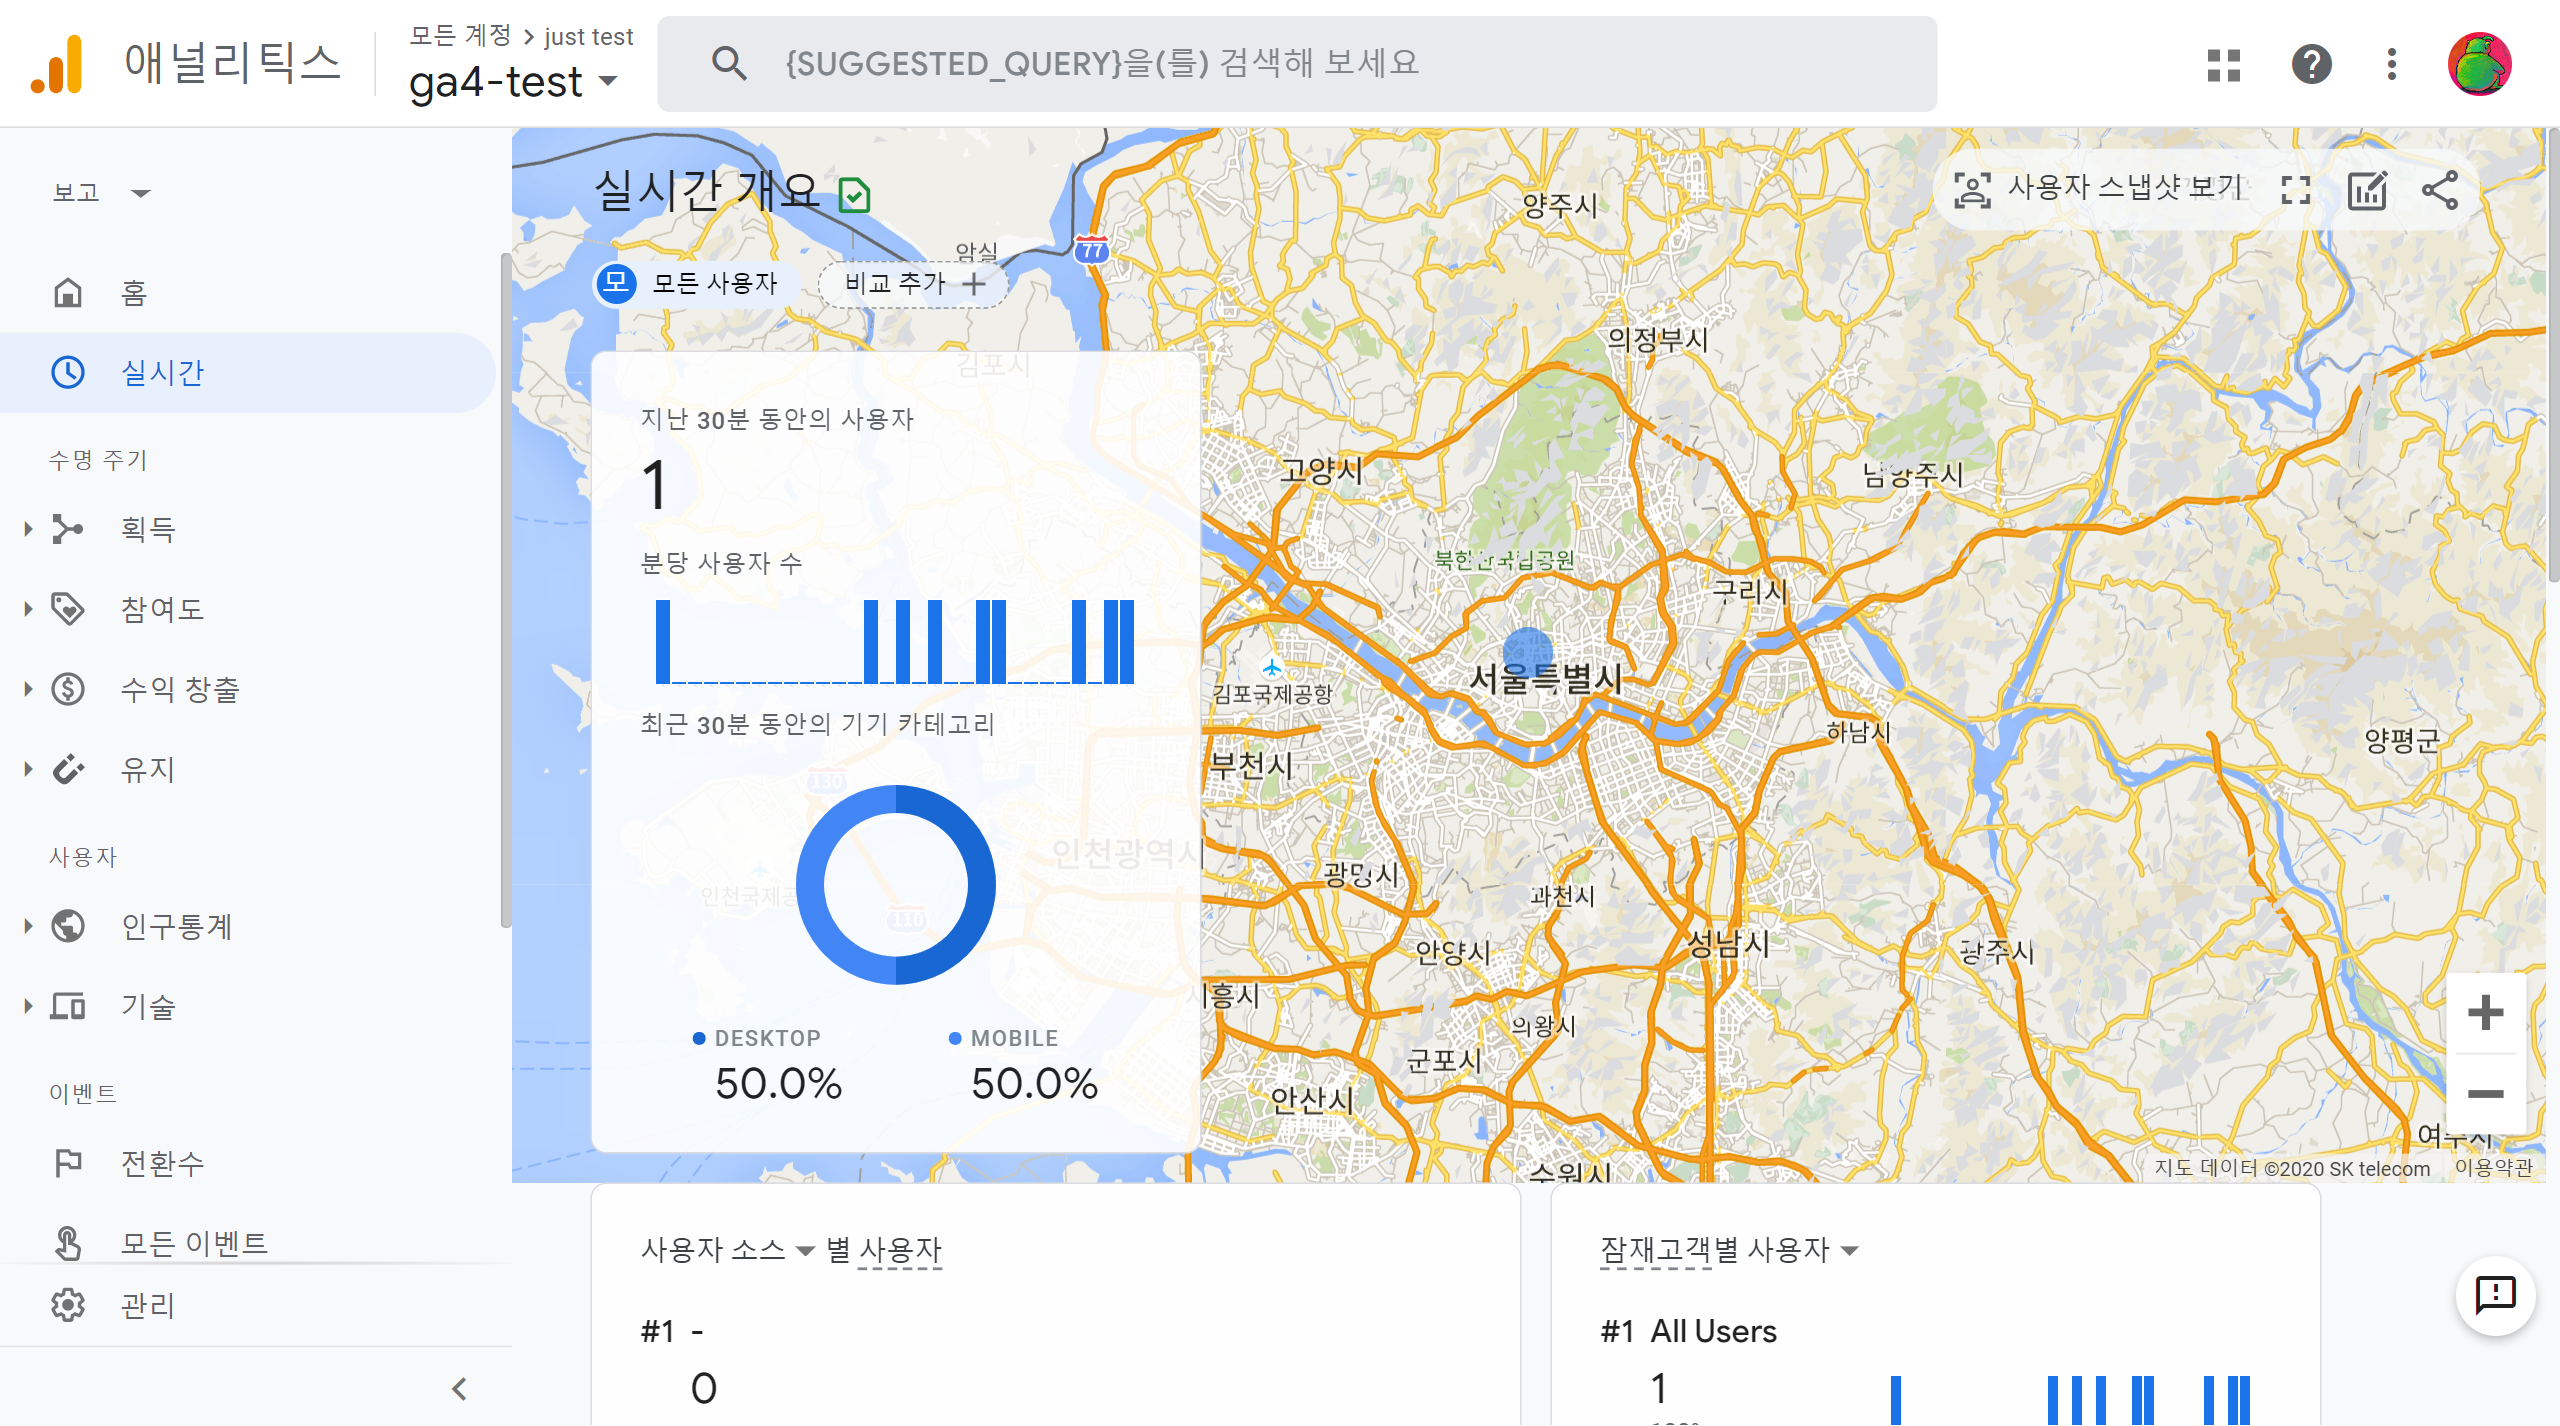 애널리틱스
모든 계정 > just test
ga4-test
{SUGGESTED_QUERY}을(를) 검색해 보세요
보고
홈
실시간
수명 주기
획득
참여도
수익 창출
유지
사용자
인구통계
기술
이벤트
전환수
모든 이벤트
관리
실시간 개요
사용자 스냅샷 보기
모 모든 사용자
비교 추가
지난 30분 동안의 사용자
1
분당 사용자 수
최근 30분 동안의 기기 카테고리
DESKTOP
50.0%
MOBILE
50.0%
암실
77
김포시
130
인천광역시
인천국제공
110
양주시
의정부시
고양시
남양주시
북한산국립공원
구리시
서울특별시
김포국제공항
하남시
양평군
부천시
광명시
과천시
안양시
성남시
광주시
시흥시
의왕시
군포시
안산시
수원시
여주시
지도 데이터 ©2020 SK telecom
이용약관
사용자 소스 별 사용자
#1 -
0
잠재고객별 사용자
#1 All Users
1